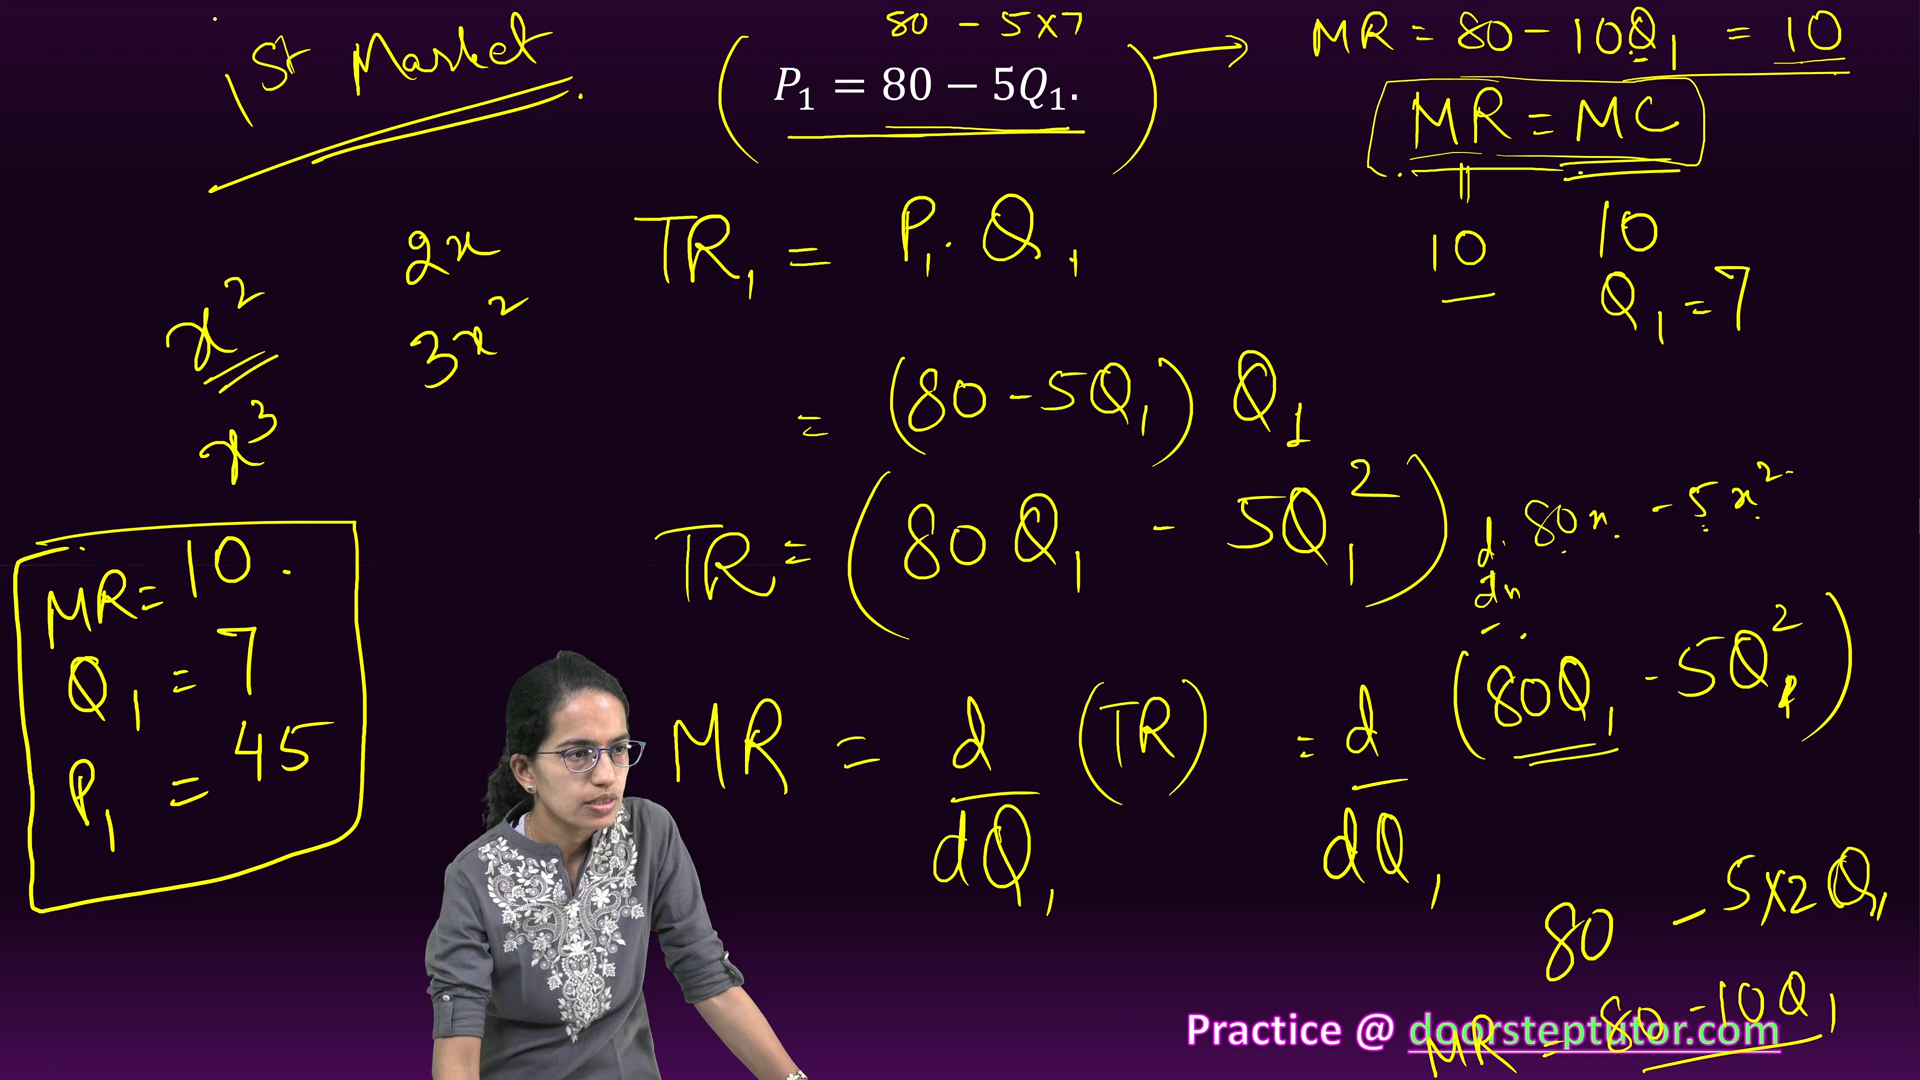 1st Market
80 - 5x7
P₁ = 80 − 5Q₁.
MR = 80 - 10Q₁ = 10
MR = MC
10 10
Q₁ = 7
TR₁ = P₁. Q₁
= (80 - 5Q₁) Q₁
TR = (80Q₁ - 5Q₁²)
x² 2x
x³ 3x²
d/dx 80x - 5x²
MR = d/dQ₁ (TR) = d/dQ₁ (80Q₁ - 5Q₁²)
80 - 5x2Q₁
MR = 80 - 10Q₁
MR = 10.
Q₁ = 7
P₁ = 45
Practice @ doorsteptutor.com